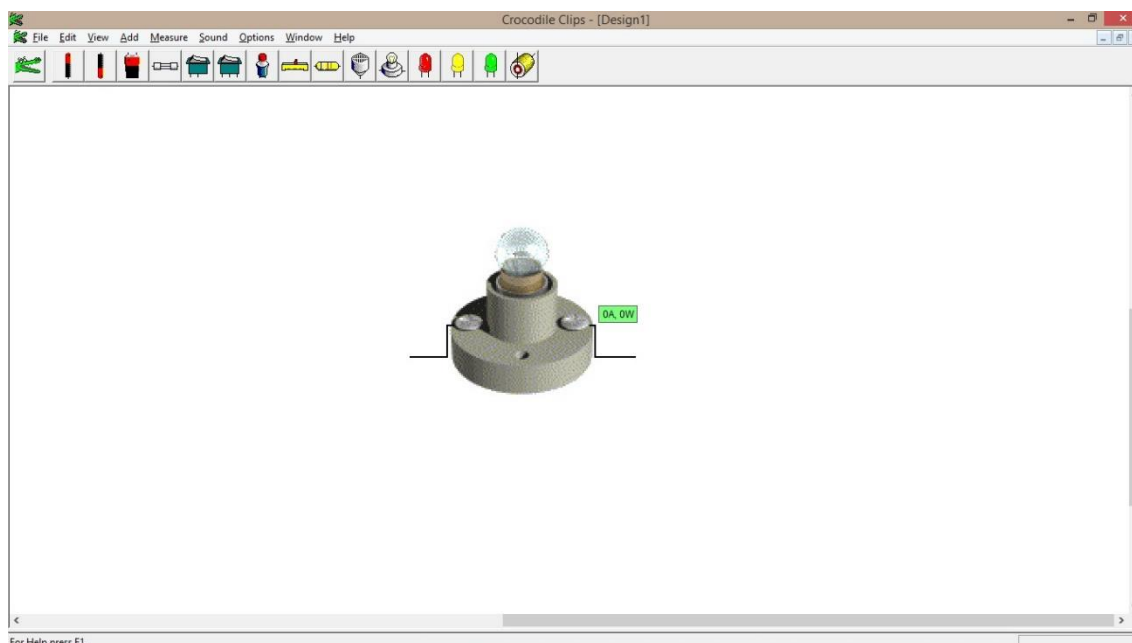 Crocodile Clips - [Design1]
File Edit View Add Measure Sound Options Window Help
0A, 0W
For Help press F1